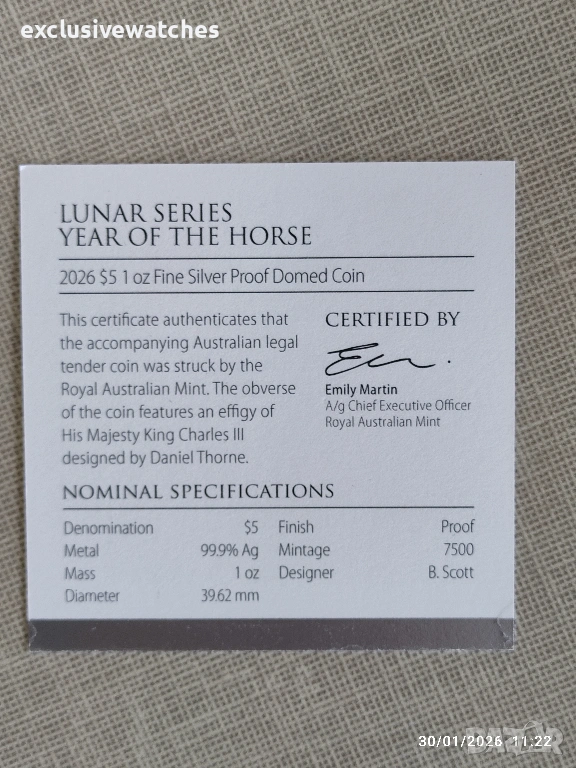 exclusivewatches
LUNAR SERIES
YEAR OF THE HORSE
2026 $5 1 oz Fine Silver Proof Domed Coin
This certificate authenticates that
the accompanying Australian legal
tender coin was struck by the
Royal Australian Mint. The obverse
of the coin features an effigy of
His Majesty King Charles III
designed by Daniel Thorne.
CERTIFIED BY
Emily Martin
A/g Chief Executive Officer
Royal Australian Mint
NOMINAL SPECIFICATIONS
Denomination $5 Finish Proof
Metal 99.9% Ag Mintage 7500
Mass 1 oz Designer B. Scott
Diameter 39.62 mm
30/01/2026 11:22